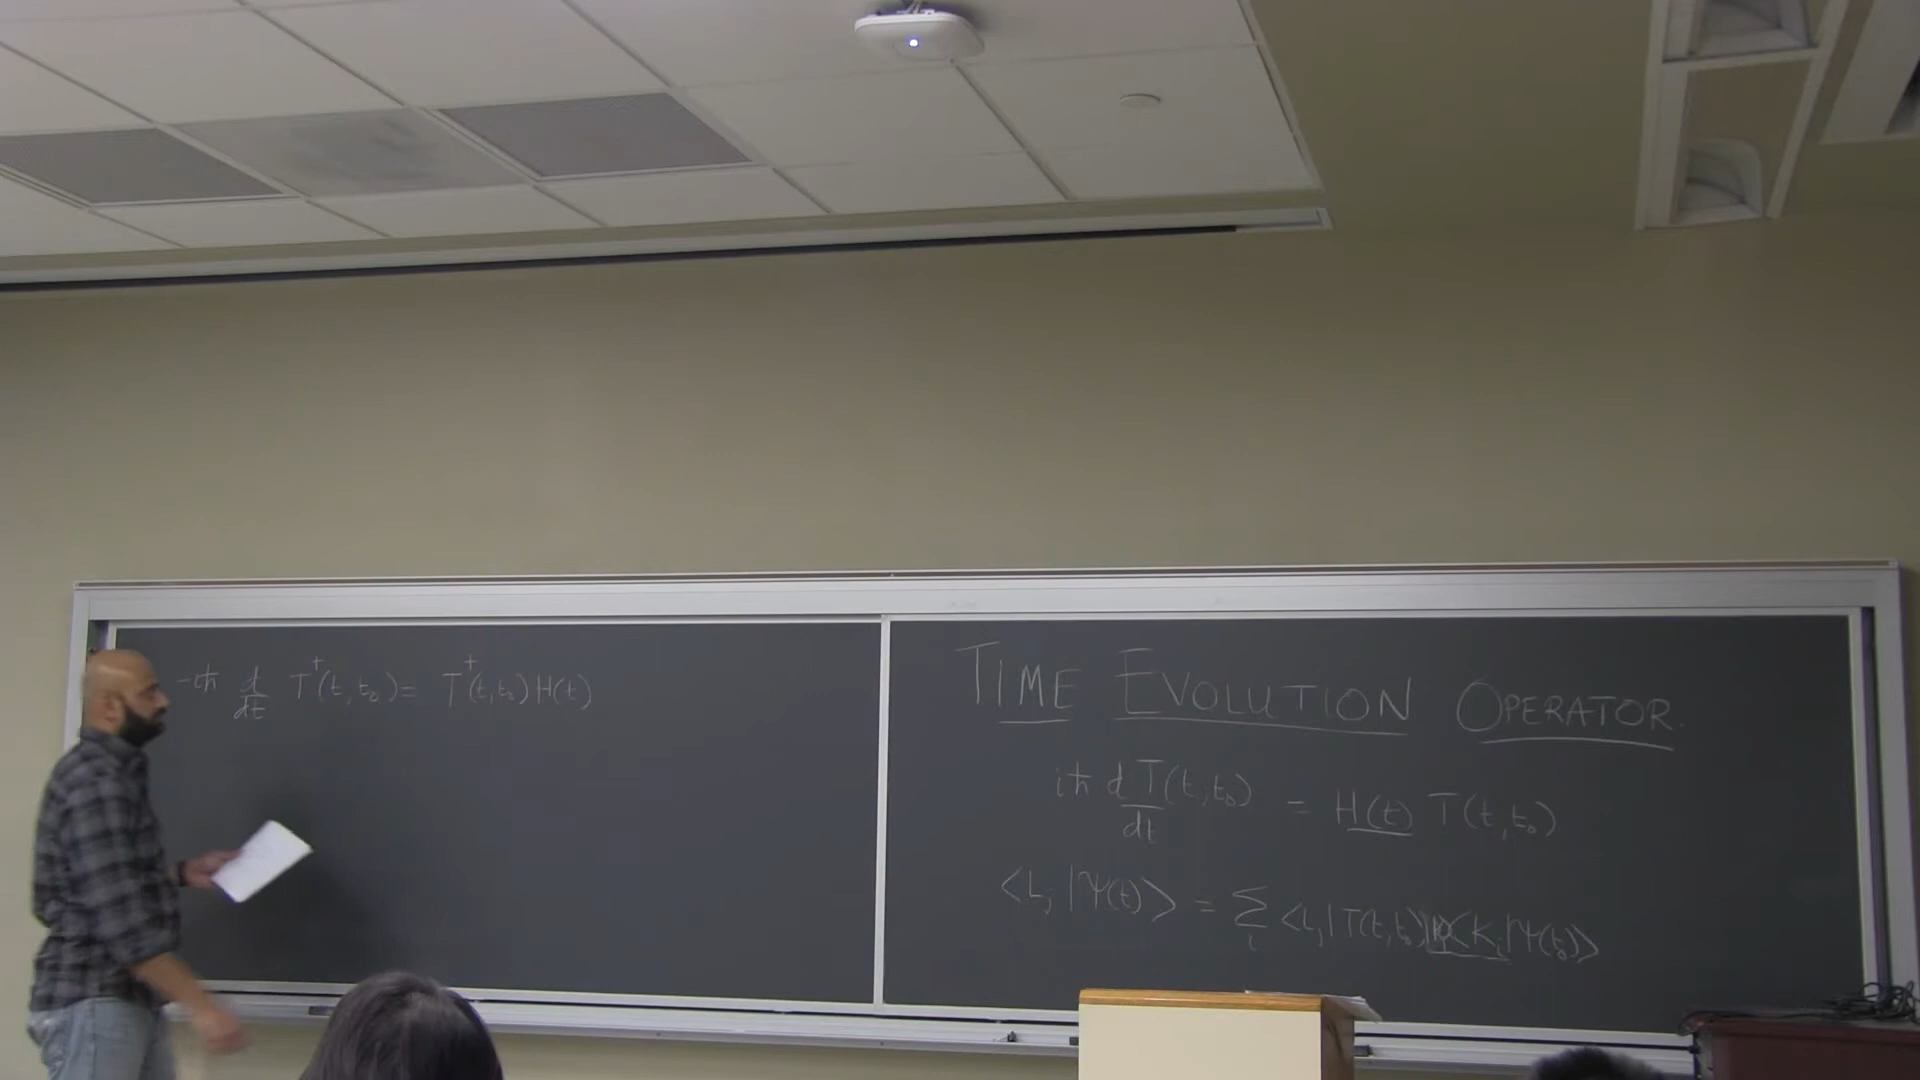 -iħ d/dt T†(t,t₀) = T†(t,t₀) H(t)
TIME EVOLUTION OPERATOR
iħ dT(t,t₀)/dt = H(t) T(t,t₀)
<Lⱼ|Ψ(t)> = Σᵢ <Lⱼ|T(t,t₀)|Kᵢ><Kᵢ|Ψ(t₀)>